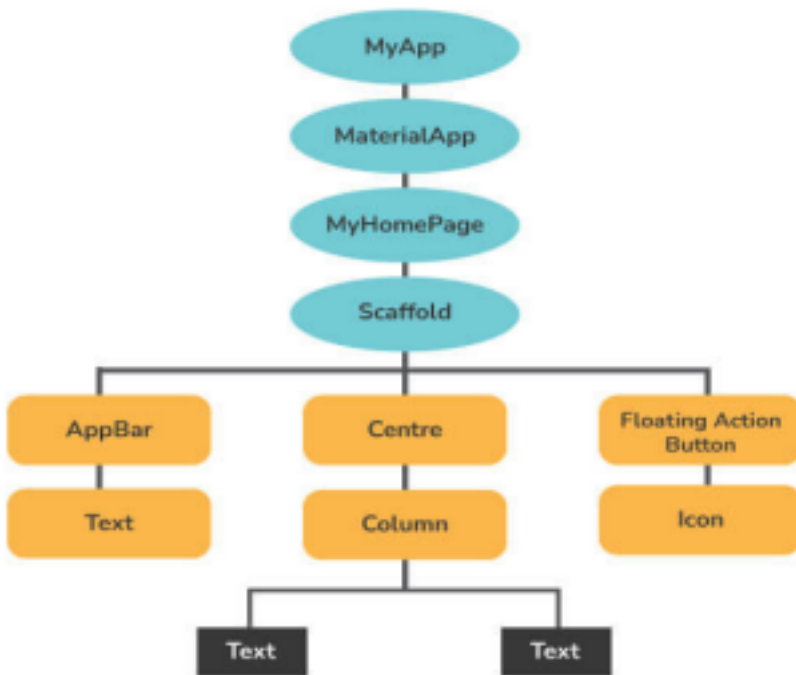 MyApp
MaterialApp
MyHomePage
Scaffold
AppBar
Centre
Floating Action
Button
Text
Column
Icon
Text
Text